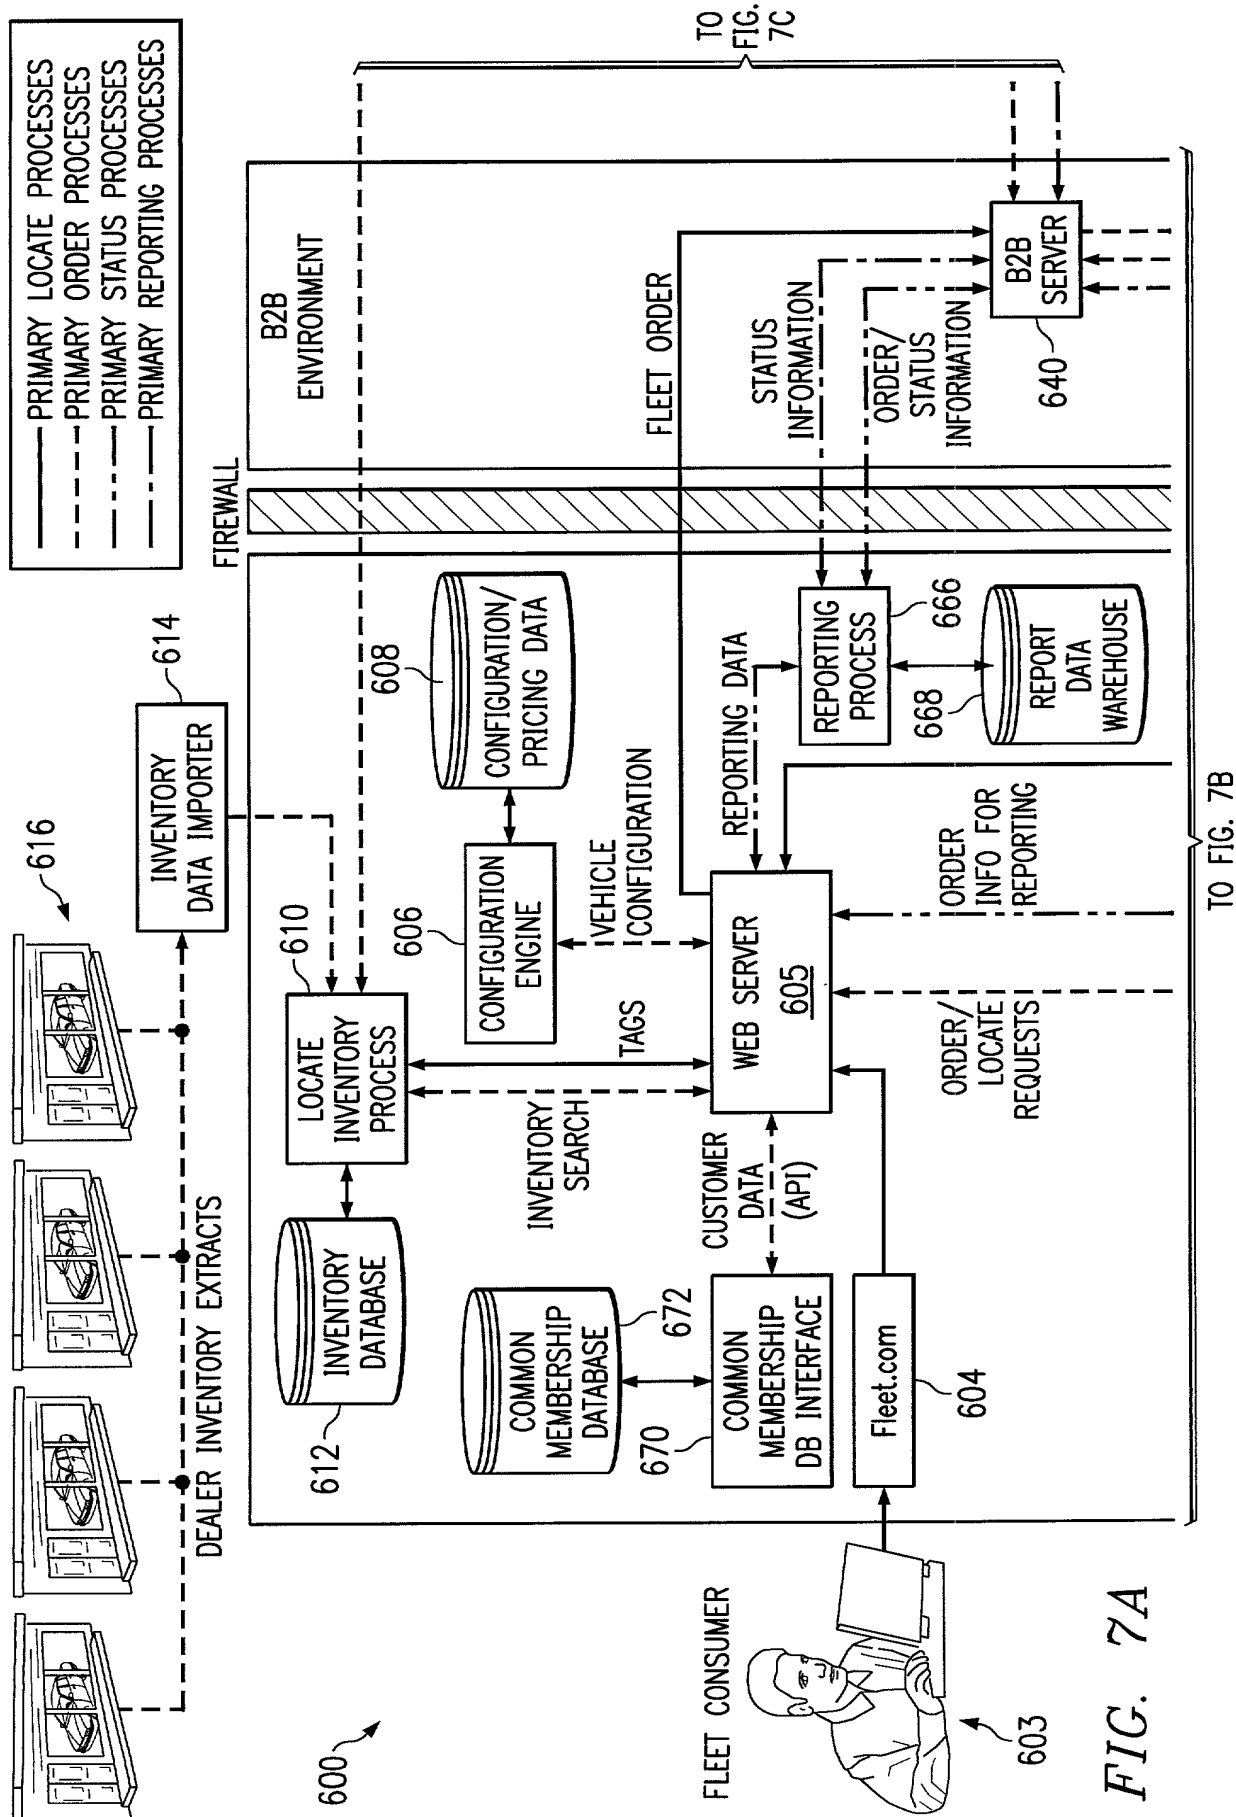 PRIMARY LOCATE PROCESSES
PRIMARY ORDER PROCESSES
PRIMARY STATUS PROCESSES
PRIMARY REPORTING PROCESSES
616
DEALER INVENTORY EXTRACTS
INVENTORY
DATA IMPORTER
614
600
FIREWALL
B2B
ENVIRONMENT
TO
FIG.
7C
612
INVENTORY
DATABASE
LOCATE
INVENTORY
PROCESS
610
608
CONFIGURATION/
PRICING DATA
606
CONFIGURATION
ENGINE
VEHICLE
CONFIGURATION
TAGS
INVENTORY
SEARCH
COMMON
MEMBERSHIP
DATABASE
672
670
COMMON
MEMBERSHIP
DB INTERFACE
CUSTOMER
DATA
(API)
WEB SERVER
605
REPORTING DATA
FLEET ORDER
STATUS
INFORMATION
ORDER/
STATUS
INFORMATION
REPORTING
PROCESS
666
668
REPORT
DATA
WAREHOUSE
B2B
SERVER
640
FLEET CONSUMER
603
Fleet.com
604
ORDER/
LOCATE
REQUESTS
ORDER
INFO FOR
REPORTING
TO FIG. 7B
FIG. 7A